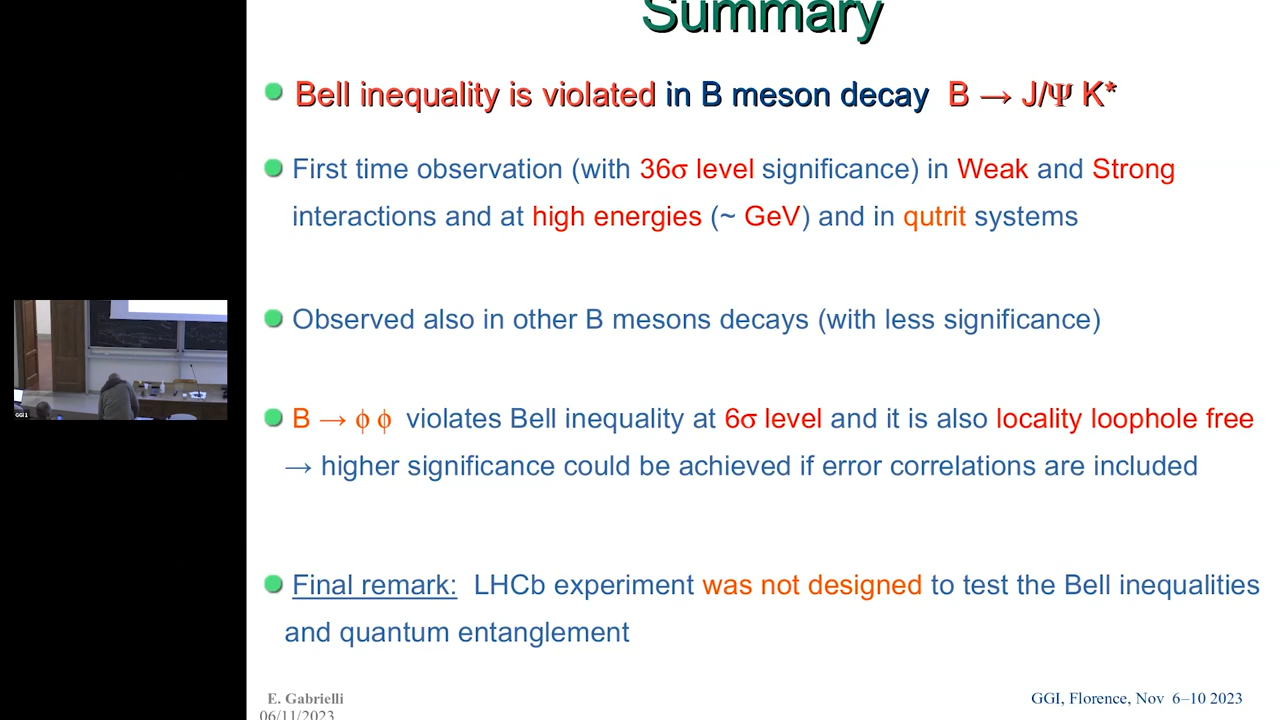 Summary
Bell inequality is violated in B meson decay B → J/Ψ K*
First time observation (with 36σ level significance) in Weak and Strong
interactions and at high energies (~ GeV) and in qutrit systems
Observed also in other B mesons decays (with less significance)
B → ϕ ϕ violates Bell inequality at 6σ level and it is also locality loophole free
→ higher significance could be achieved if error correlations are included
Final remark: LHCb experiment was not designed to test the Bell inequalities
and quantum entanglement
E. Gabrielli
06/11/2023
GGI, Florence, Nov 6–10 2023
GGI1